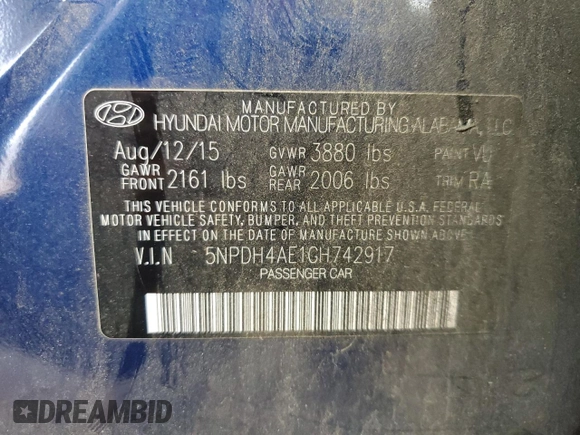 MANUFACTURED BY
HYUNDAI MOTOR MANUFACTURING ALABAMA, LLC
Aug/12/15 GVWR 3880 lbs PAINT
GAWR FRONT 2161 lbs GAWR REAR 2006 lbs TRIM RA
THIS VEHICLE CONFORMS TO ALL APPLICABLE U.S.A. FEDERAL
MOTOR VEHICLE SAFETY, BUMPER, AND THEFT PREVENTION STANDARDS
IN EFFECT ON THE DATE OF MANUFACTURE SHOWN ABOVE.
V.I.N 5NPDH4AE1GH742917
PASSENGER CAR
DREAMBID